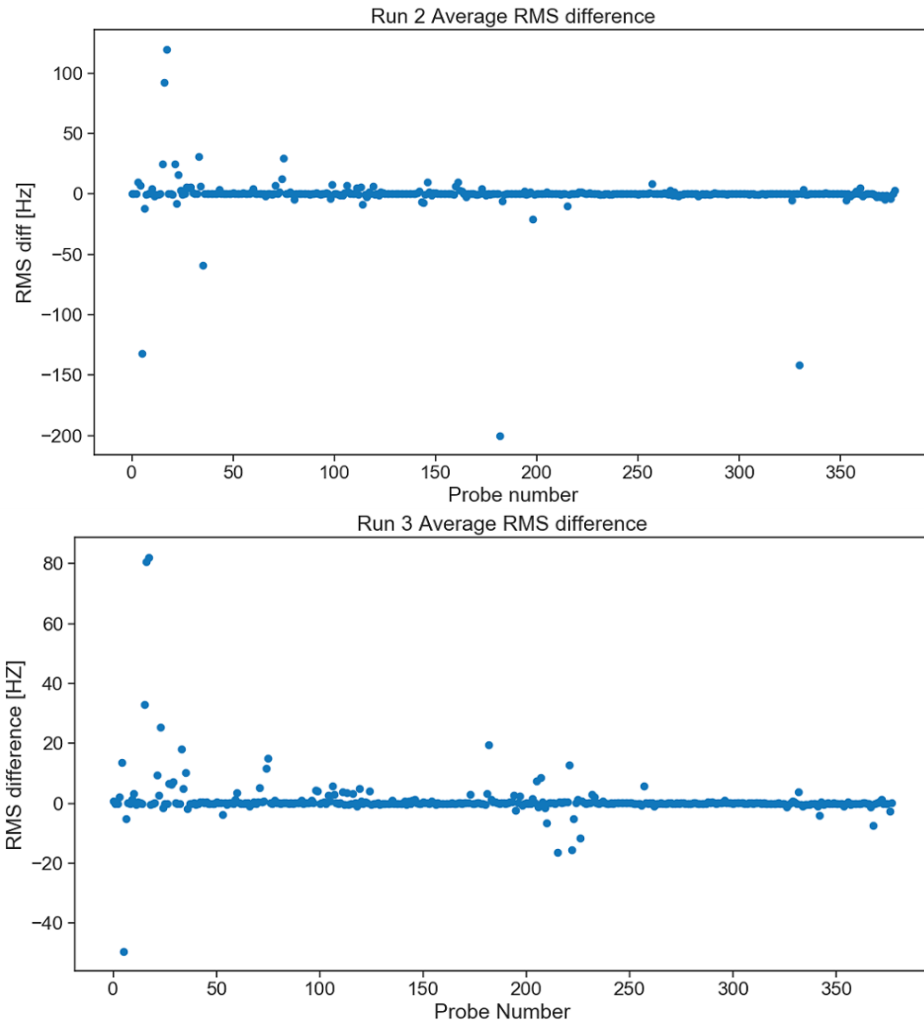 Run 2 Average RMS difference
RMS diff [Hz]
100
50
0
−50
−100
−150
−200
0 50 100 150 200 250 300 350
Probe number
Run 3 Average RMS difference
RMS difference [HZ]
80
60
40
20
0
−20
−40
0 50 100 150 200 250 300 350
Probe Number